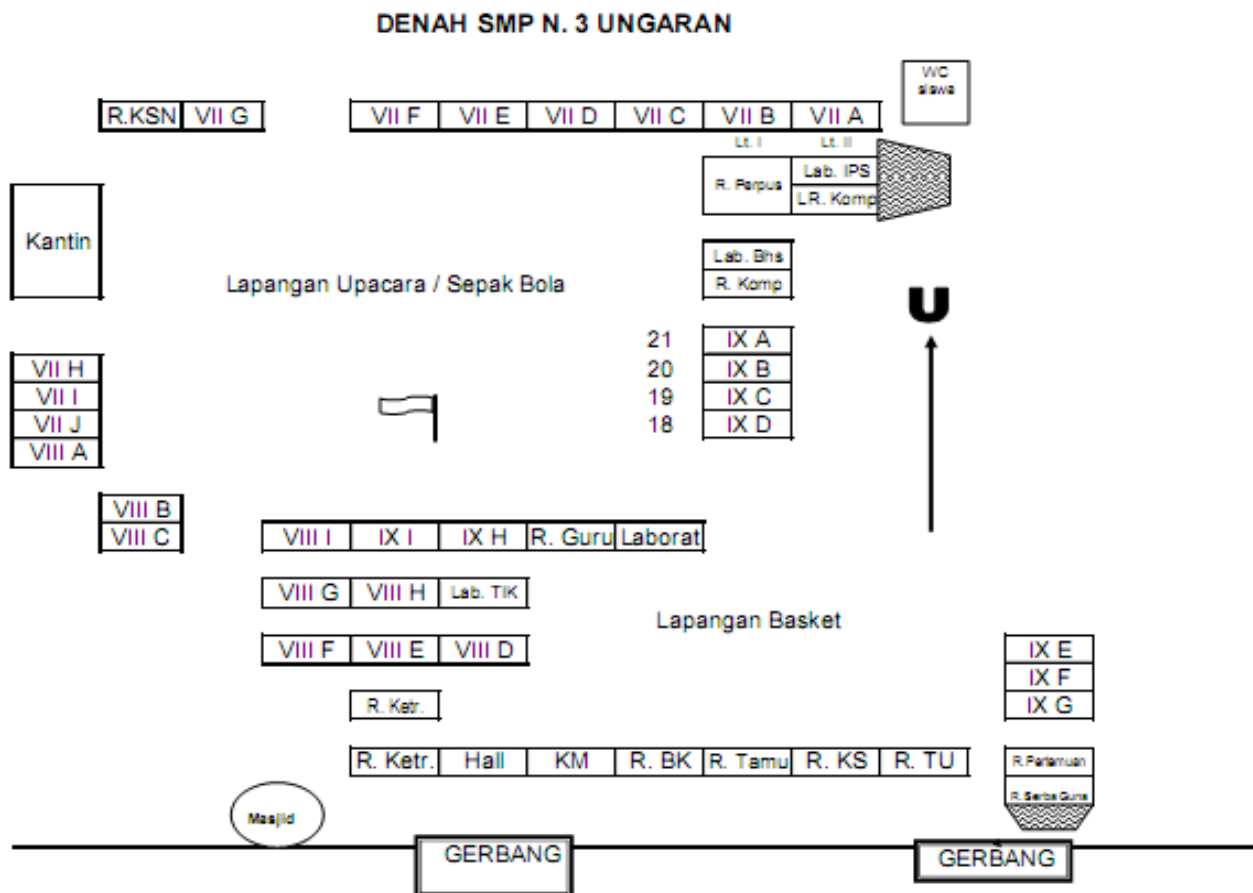 DENAH SMP N. 3 UNGARAN
WC
siswa
R.KSN VII G VII F VII E VII D VII C VII B VII A
Lt. I Lt. II
R. Perpus Lab. IPS
LR. Komp
Kantin
Lab. Bhs
R. Komp
Lapangan Upacara / Sepak Bola
U
21 IX A
20 IX B
19 IX C
18 IX D
VII H
VII I
VII J
VIII A
VIII B
VIII C
VIII I IX I IX H R. Guru Laborat
VIII G VIII H Lab. TIK
Lapangan Basket
VIII F VIII E VIII D
IX E
IX F
IX G
R. Ketr.
R. Ketr. Hall KM R. BK R. Tamu R. KS R. TU
R. Pertemuan
R. Serba Guna
Masjid
GERBANG
GERBANG